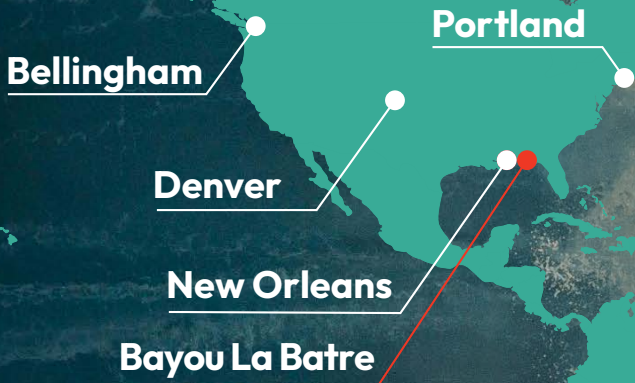 Portland
Bellingham
Denver
New Orleans
Bayou La Batre